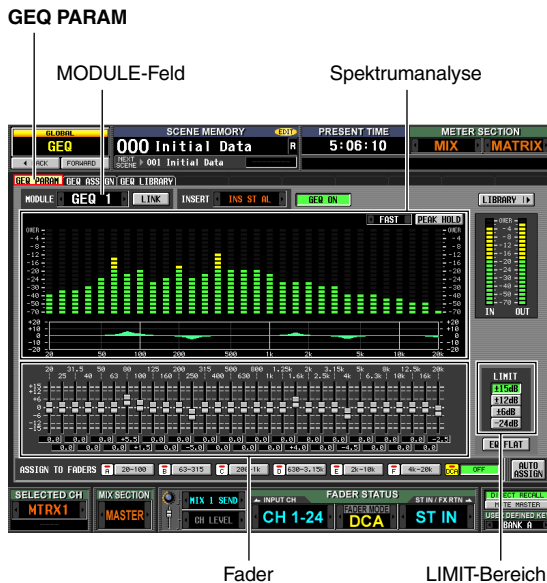 GEQ PARAM
MODULE-Feld
Spektrumanalyse
GLOBAL
GEQ
SCENE MEMORY
EDIT
000 Initial Data
R
PRESENT TIME
5:06:10
METER SECTION
MIX
MATRIX
FORWARD
NEXT SCENE
001 Initial Data
GEQ PARAM
GEQ ASSIGN
GEQ LIBRARY
MODULE
GEQ 1
LINK
INSERT
INS ST AL
GEQ ON
LIBRARY
FAST
PEAK HOLD
OVER
-4
-8
-12
-16
-20
-24
-28
-30
-40
-50
-70
+20
+10
0
-10
-20
20 50 100 200 500 1k 2k 5k 10k 20k
IN OUT
20 31.5 50 80 125 200 315 500 800 1.25k 2k 3.15k 5k 8k 12.5k 20k
25 40 63 100 160 250 400 630 1k 1.6k 2.5k 4k 6.3k 10k 16k
LIMIT
±15dB
±12dB
±6dB
-24dB
EQ FLAT
ASSIGN TO FADERS
A 20-100
B 63-315
C 200-1k
D 630-3.15k
E 2k-10k
F 4k-20k
DCA OFF
AUTO ASSIGN
SELECTED CH
MTRX1
MIX SECTION
MASTER
MIX 1 SEND
CH LEVEL
FADER STATUS
INPUT CH
CH 1-24
FADER MODE
DCA
ST IN / FX RTN
ST IN
DIRECT RECALL
MUTE MASTER
BANK A
Fader
LIMIT-Bereich